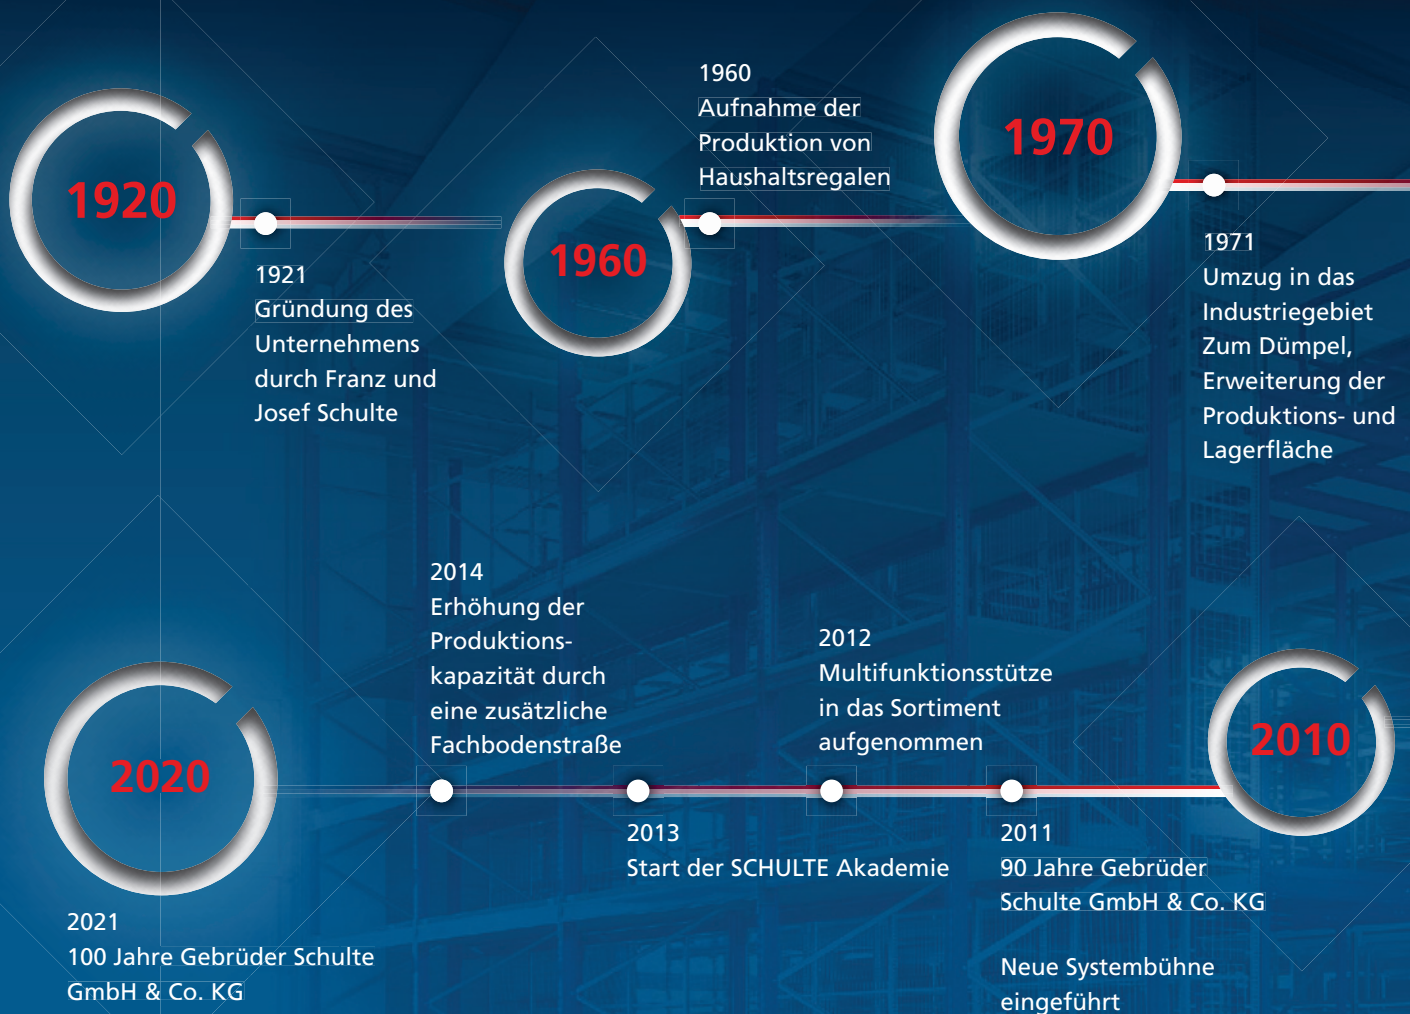 1920
1921
Gründung des
Unternehmens
durch Franz und
Josef Schulte
1960
1960
Aufnahme der
Produktion von
Haushaltsregalen
1970
1971
Umzug in das
Industriegebiet
Zum Dümpel,
Erweiterung der
Produktions- und
Lagerfläche
2010
2011
90 Jahre Gebrüder
Schulte GmbH & Co. KG
Neue Systembühne
eingeführt
2012
Multifunktionsstütze
in das Sortiment
aufgenommen
2013
Start der SCHULTE Akademie
2014
Erhöhung der
Produktions-
kapazität durch
eine zusätzliche
Fachbodenstraße
2020
2021
100 Jahre Gebrüder Schulte
GmbH & Co. KG